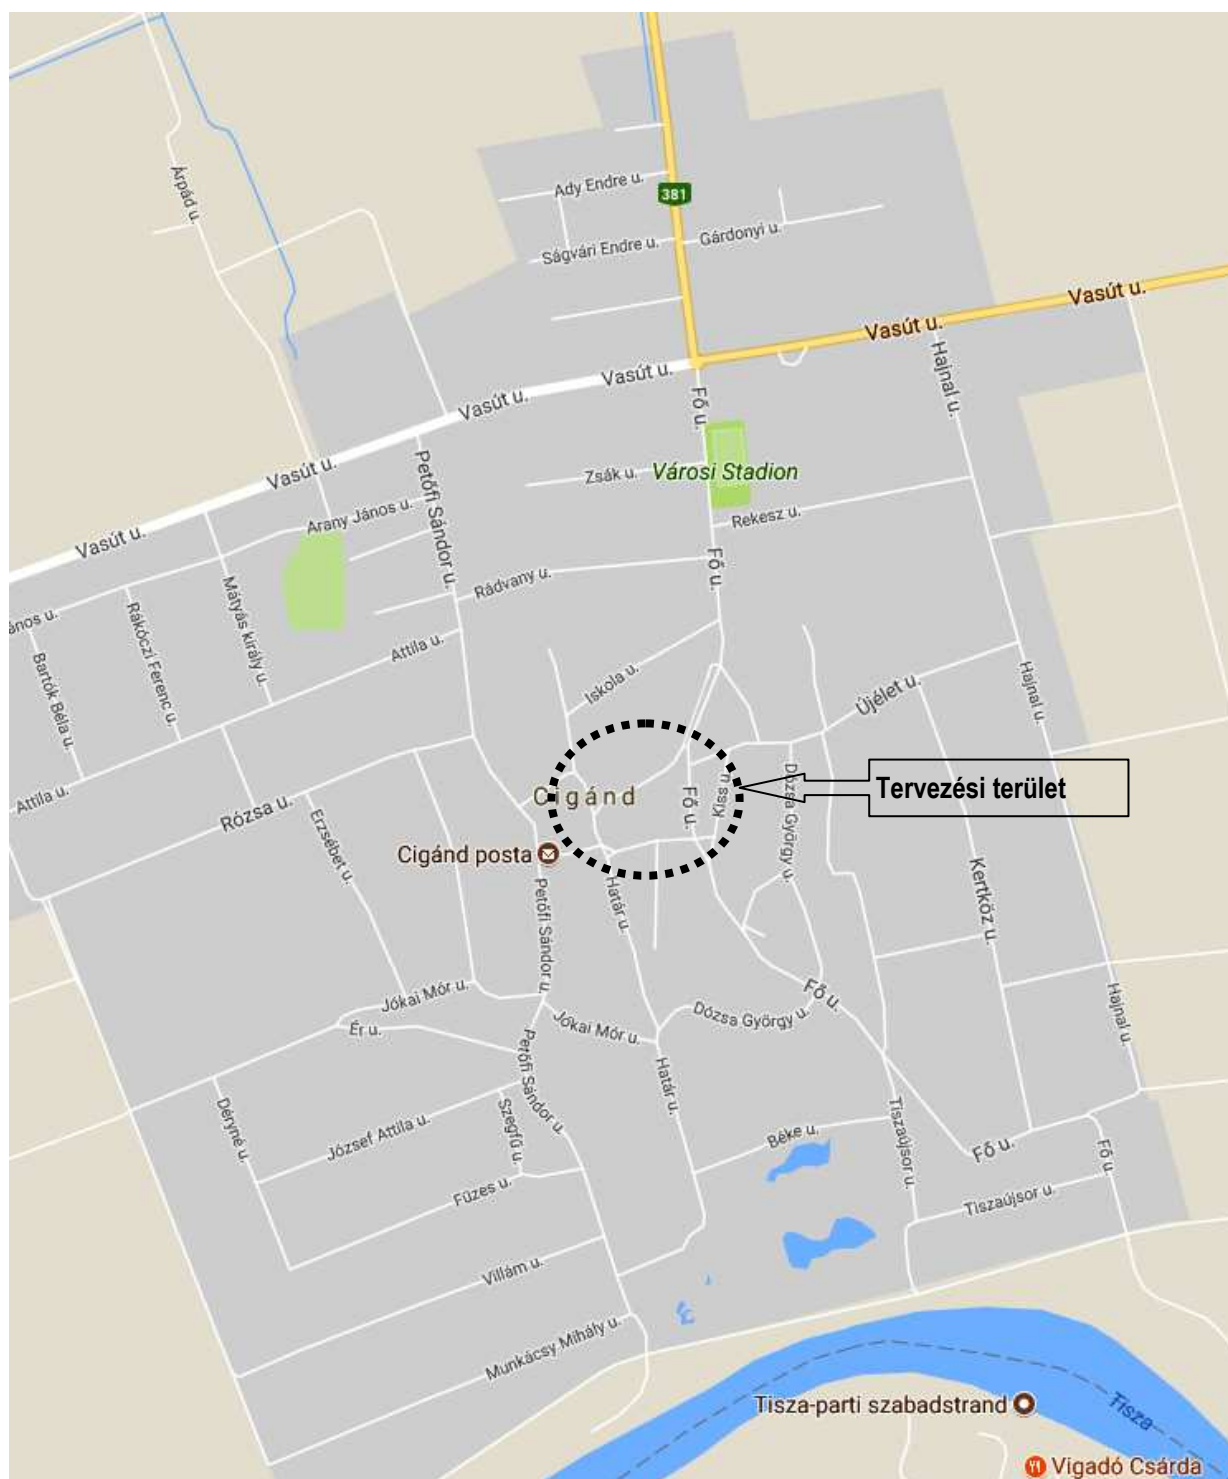 Árpád u.
Ady Endre u.
381
Ságvári Endre u.
Gárdonyi u.
Vasút u.
Vasút u.
Vasút u.
Vasút u.
Vasút u.
Vasút u.
Hajnal u.
Fő u.
Petőfi Sándor u.
Zsák u.
Városi Stadion
Arany János u.
Rekesz u.
Fő u.
Rádvany u.
Mátyás király u.
Rákóczi Ferenc u.
ános u.
Bartók Béla u.
Attila u.
Iskola u.
Újélet u.
Hajnal u.
Attila u.
Rózsa u.
Erzsébet u.
Cigánd
Fő u.
Kiss u
Dózsa György u.
Tervezési terület
Cigánd posta
Petőfi Sándor u.
Határ u.
Kertköz u.
Jókai Mór u.
Ér u.
Jókai Mór u.
Dózsa György u.
Fő u.
Hajnal u.
Petőfi Sándor u.
Határ u.
Déryné u.
József Attila u.
Szegfű u.
Béke u.
Tiszaújsor u.
Fő u.
Fő u.
Fűzes u.
Tiszaújsor u.
Villám u.
Munkácsy Mihály u.
Tisza-parti szabadstrand
Tisza
Vigadó Csárda